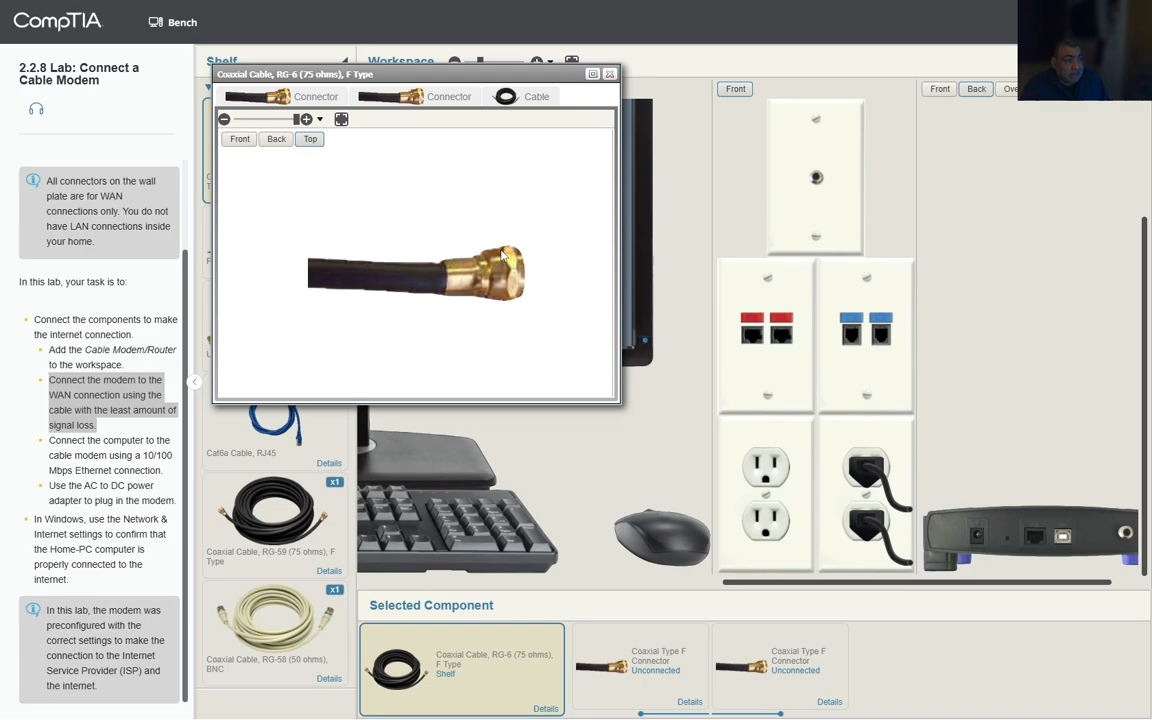 CompTIA.
Bench
2.2.8 Lab: Connect a
Cable Modem
All connectors on the wall
plate are for WAN
connections only. You do not
have LAN connections inside
your home.
In this lab, your task is to:
Connect the components to make
the internet connection.
Add the Cable Modem/Router
to the workspace.
Connect the modem to the
WAN connection using the
cable with the least amount of
signal loss.
Connect the computer to the
cable modem using a 10/100
Mbps Ethernet connection.
Use the AC to DC power
adapter to plug in the modem.
In Windows, use the Network &
Internet settings to confirm that
the Home-PC computer is
properly connected to the
internet.
In this lab, the modem was
preconfigured with the
correct settings to make the
connection to the Internet
Service Provider (ISP) and
the internet.
Shelf
Cat6a Cable, RJ45
Details
x1
Coaxial Cable, RG-59 (75 ohms), F
Type
Details
x1
Coaxial Cable, RG-58 (50 ohms),
BNC
Details
Workspace
Coaxial Cable, RG-6 (75 ohms), F Type
Connector Connector Cable
Front Back Top
Front
Front Back
Selected Component
Coaxial Cable, RG-6 (75 ohms),
F Type
Shelf
Details
Coaxial Type F
Connector
Unconnected
Details
Coaxial Type F
Connector
Unconnected
Details